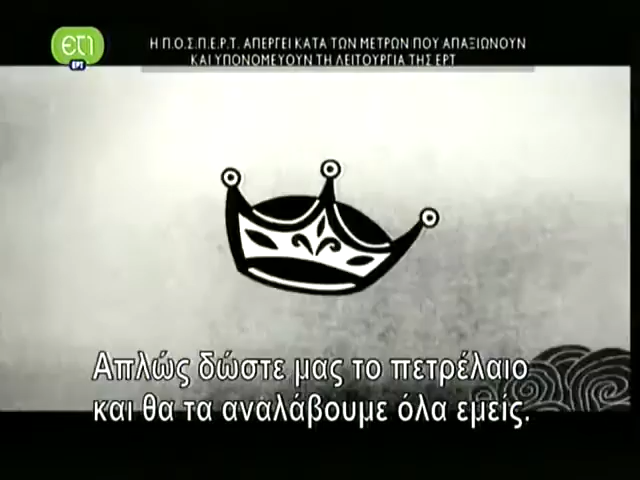 ετ1
ΕΡΤ
Η Π.Ο.Σ.Π.Ε.Ρ.Τ. ΑΠΕΡΓΕΙ ΚΑΤΑ ΤΩΝ ΜΕΤΡΩΝ ΠΟΥ ΑΠΑΞΙΩΝΟΥΝ
ΚΑΙ ΥΠΟΝΟΜΕΥΟΥΝ ΤΗ ΛΕΙΤΟΥΡΓΙΑ ΤΗΣ ΕΡΤ
Απλώς δώστε μας το πετρέλαιο
και θα τα αναλάβουμε όλα εμείς.